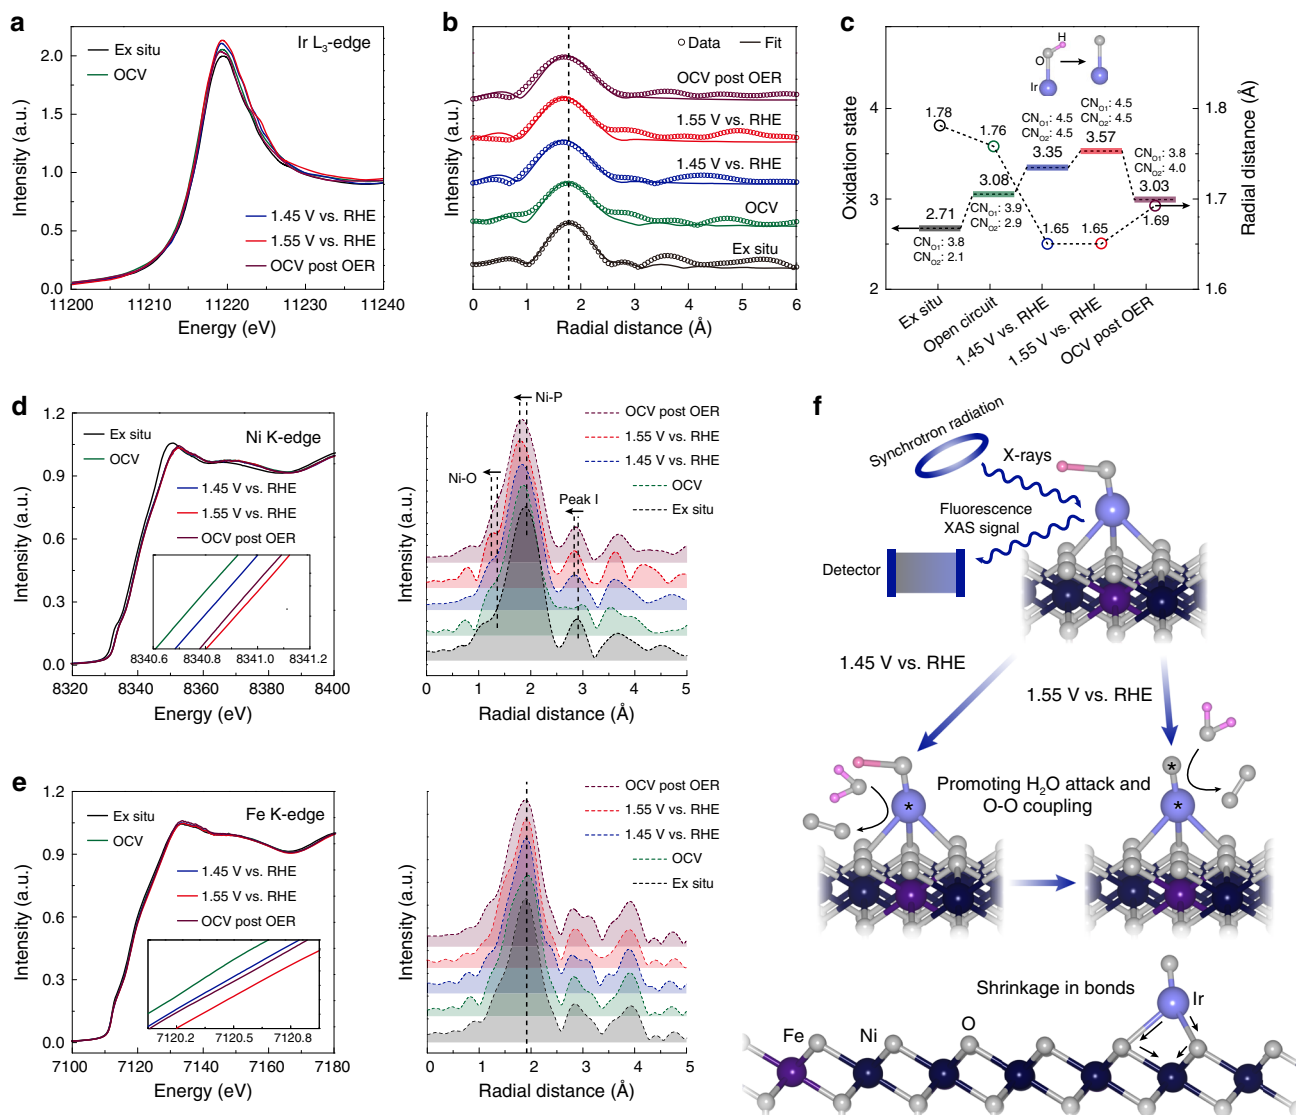 a
Ir L3-edge
Ex situ
OCV
1.45 V vs. RHE
1.55 V vs. RHE
OCV post OER
Intensity (a.u.)
2.0
1.5
1.0
0.5
0.0
11200
11210
11220
11230
11240
Energy (eV)
b
Data
Fit
OCV post OER
1.55 V vs. RHE
1.45 V vs. RHE
OCV
Ex situ
Intensity (a.u.)
0
1
2
3
4
5
6
Radial distance (Å)
c
H
O
Ir
Oxidation state
4
3
2
1.78
1.76
CNO1: 4.5
CNO2: 4.5
CNO1: 4.5
CNO2: 4.5
3.57
3.35
3.08
2.71
CNO1: 3.8
CNO2: 4.0
3.03
CNO1: 3.9
CNO2: 2.9
CNO1: 3.8
CNO2: 2.1
1.65
1.65
1.69
1.8
1.7
1.6
Radial distance (Å)
Ex situ
Open circuit
1.45 V vs. RHE
1.55 V vs. RHE
OCV post OER
d
Ni K-edge
Ex situ
OCV
1.45 V vs. RHE
1.55 V vs. RHE
OCV post OER
Intensity (a.u.)
1.2
0.9
0.6
0.3
0.0
8340.6
8340.8
8341.0
8341.2
8320
8340
8360
8380
8400
Energy (eV)
Ni-P
Ni-O
Peak I
OCV post OER
1.55 V vs. RHE
1.45 V vs. RHE
OCV
Ex situ
Intensity (a.u.)
0
1
2
3
4
5
Radial distance (Å)
e
Fe K-edge
Ex situ
OCV
1.45 V vs. RHE
1.55 V vs. RHE
OCV post OER
Intensity (a.u.)
1.2
0.9
0.6
0.3
0.0
7120.2
7120.5
7120.8
7100
7120
7140
7160
7180
Energy (eV)
OCV post OER
1.55 V vs. RHE
1.45 V vs. RHE
OCV
Ex situ
Intensity (a.u.)
0
1
2
3
4
5
Radial distance (Å)
f
Synchrotron radiation
X-rays
Fluorescence
XAS signal
Detector
1.45 V vs. RHE
1.55 V vs. RHE
Promoting H2O attack and
O-O coupling
*
*
*
Shrinkage in bonds
Ir
Fe
Ni
O